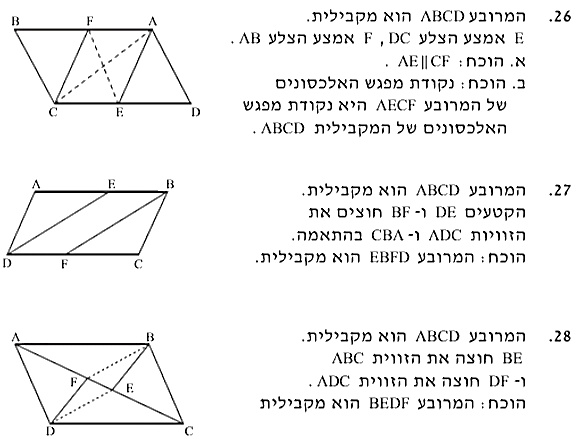 B F A
C E D
26. המרובע ABCD הוא מקבילית.
E אמצע הצלע DC, F אמצע הצלע AB.
א. הוכח: AE∥CF.
ב. הוכח: נקודת מפגש האלכסונים
של המרובע AECF היא נקודת מפגש
האלכסונים של המקבילית ABCD.
A E B
D F C
27. המרובע ABCD הוא מקבילית.
הקטעים DE ו- BF חוצים את
הזוויות ADC ו- CBA בהתאמה.
הוכח: המרובע EBFD הוא מקבילית.
A B
F E
D C
28. המרובע ABCD הוא מקבילית.
BE חוצה את הזווית ABC
ו- DF חוצה את הזווית ADC.
הוכח: המרובע BEDF הוא מקבילית